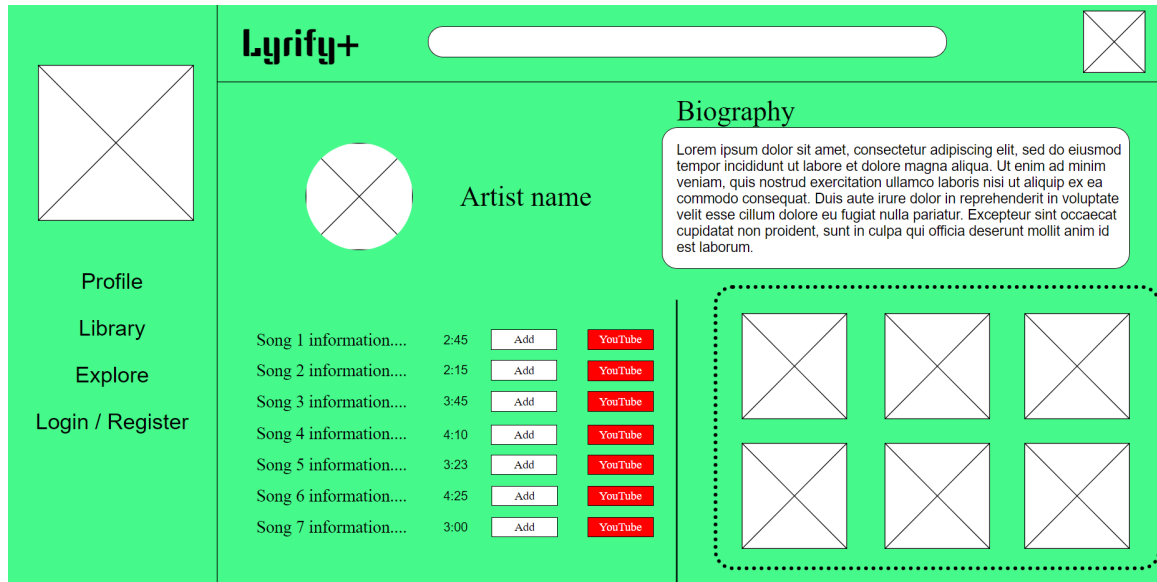 Lyrify+
Profile
Library
Explore
Login / Register
Artist name
Biography
Lorem ipsum dolor sit amet, consectetur adipiscing elit, sed do eiusmod
tempor incididunt ut labore et dolore magna aliqua. Ut enim ad minim
veniam, quis nostrud exercitation ullamco laboris nisi ut aliquip ex ea
commodo consequat. Duis aute irure dolor in reprehenderit in voluptate
velit esse cillum dolore eu fugiat nulla pariatur. Excepteur sint occaecat
cupidatat non proident, sunt in culpa qui officia deserunt mollit anim id
est laborum.
Song 1 information.... 2:45 Add YouTube
Song 2 information.... 2:15 Add YouTube
Song 3 information.... 3:45 Add YouTube
Song 4 information.... 4:10 Add YouTube
Song 5 information.... 3:23 Add YouTube
Song 6 information.... 4:25 Add YouTube
Song 7 information.... 3:00 Add YouTube